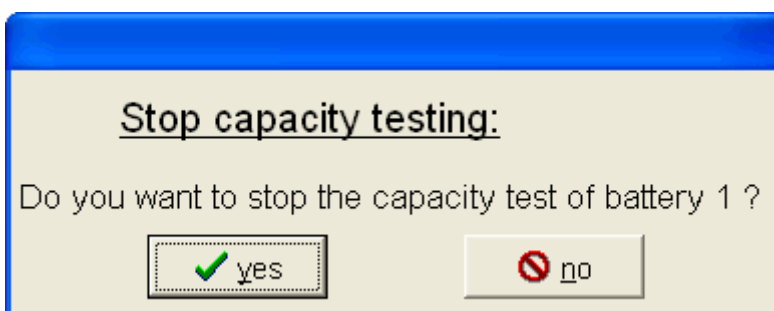 Stop capacity testing:
Do you want to stop the capacity test of battery 1 ?
yes no